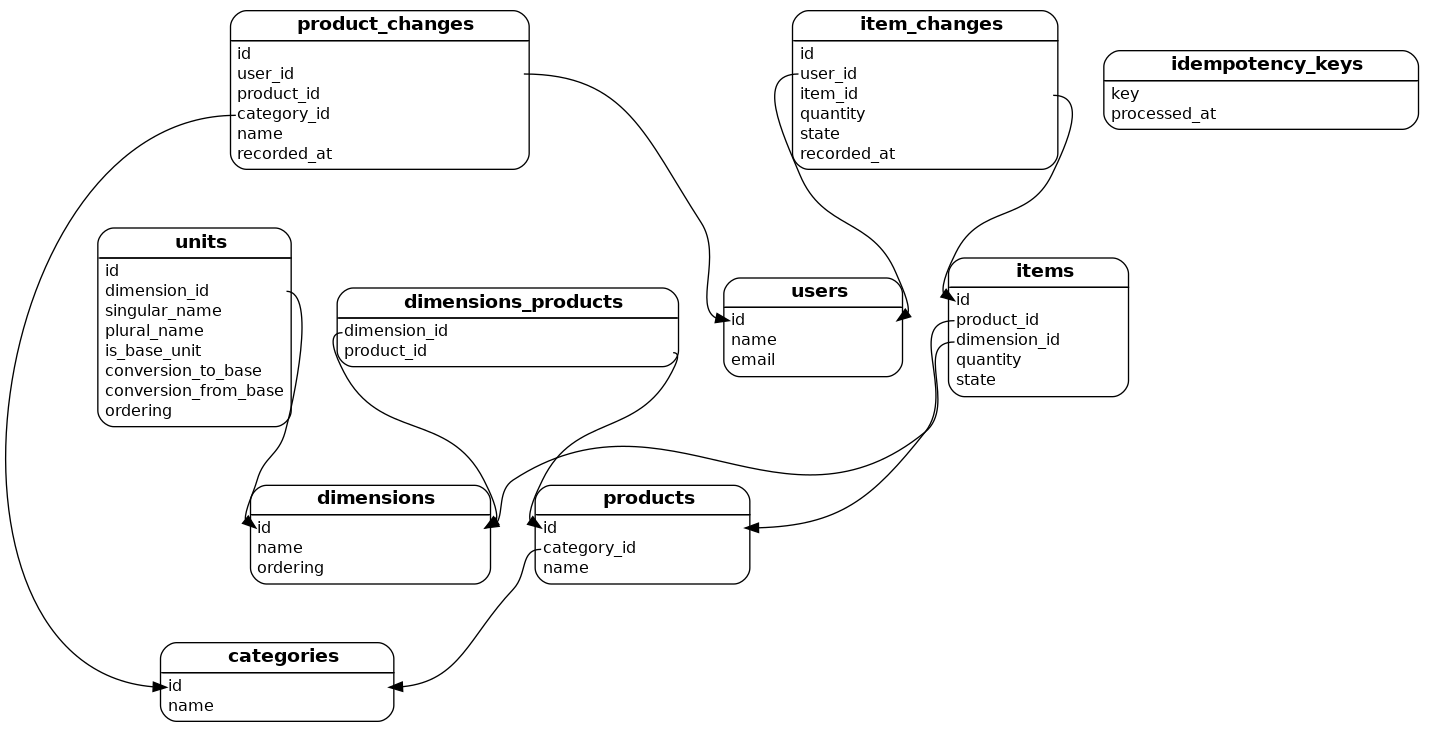 product_changes
id
user_id
product_id
category_id
name
recorded_at
item_changes
id
user_id
item_id
quantity
state
recorded_at
idempotency_keys
key
processed_at
units
id
dimension_id
singular_name
plural_name
is_base_unit
conversion_to_base
conversion_from_base
ordering
dimensions_products
dimension_id
product_id
users
id
name
email
items
id
product_id
dimension_id
quantity
state
dimensions
id
name
ordering
products
id
category_id
name
categories
id
name